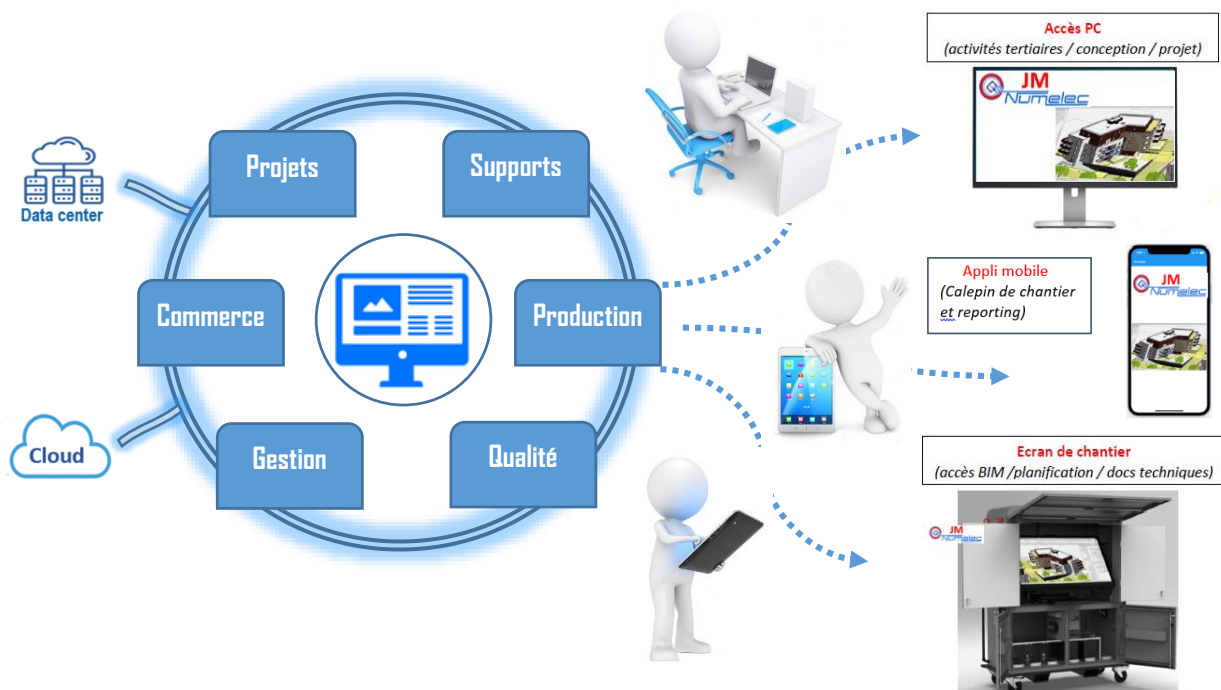 Projets
Supports
Data center
Commerce
Production
Cloud
Gestion
Qualité
Accès PC
(activités tertiaires / conception / projet)
JM
Numelec
Appli mobile
(Calepin de chantier
et reporting)
JM
Numelec
Ecran de chantier
(accès BIM /planification / docs techniques)
JM
Numelec